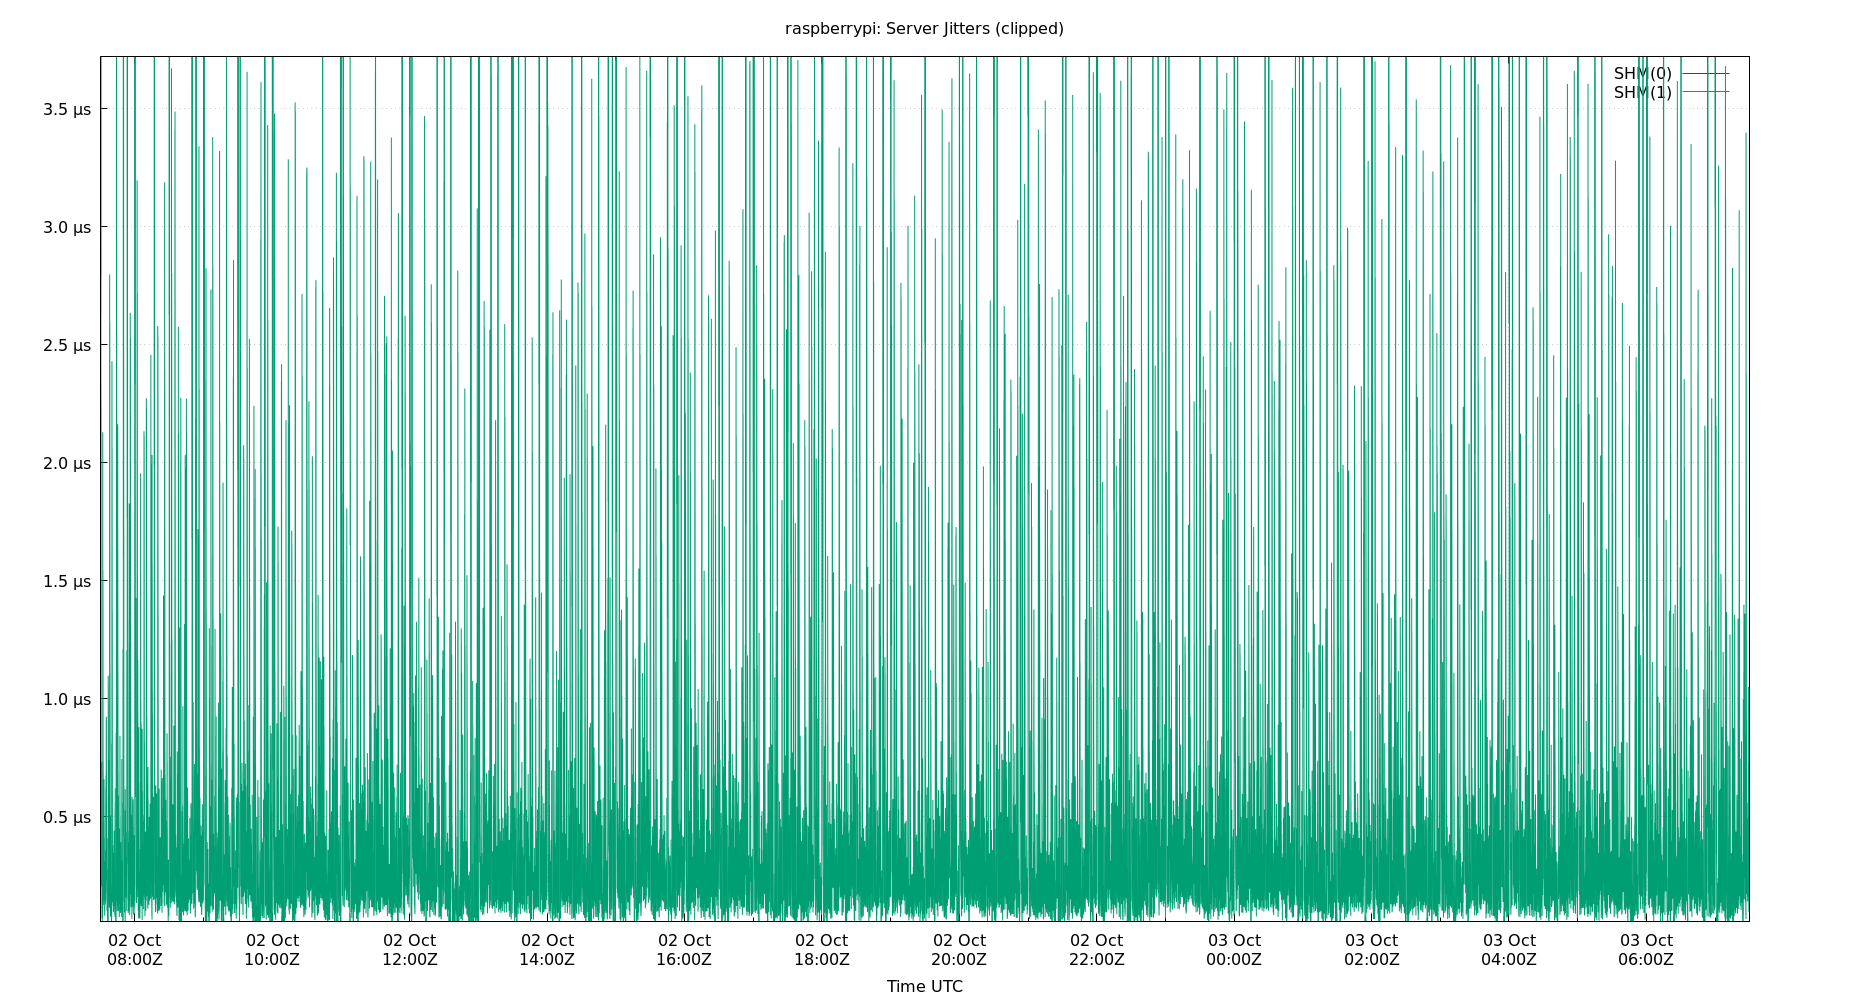 raspberrypi: Server Jitters (clipped)
SHM(0)
SHM(1)
3.5 µs
3.0 µs
2.5 µs
2.0 µs
1.5 µs
1.0 µs
0.5 µs
02 Oct 02 Oct 02 Oct 02 Oct 02 Oct 02 Oct 02 Oct 02 Oct 03 Oct 03 Oct 03 Oct 03 Oct
08:00Z 10:00Z 12:00Z 14:00Z 16:00Z 18:00Z 20:00Z 22:00Z 00:00Z 02:00Z 04:00Z 06:00Z
Time UTC